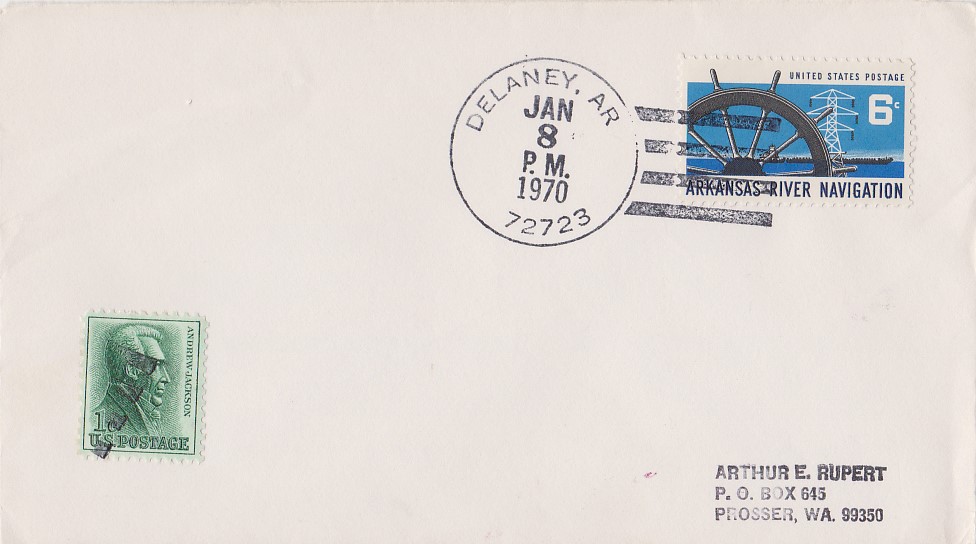 DELANEY, AR
JAN
8
P.M.
1970
72723
UNITED STATES POSTAGE
6c
ARKANSAS RIVER NAVIGATION
ANDREW JACKSON
1¢
U.S. POSTAGE
ARTHUR E. RUPERT
P. O. BOX 645
PROSSER, WA. 99350